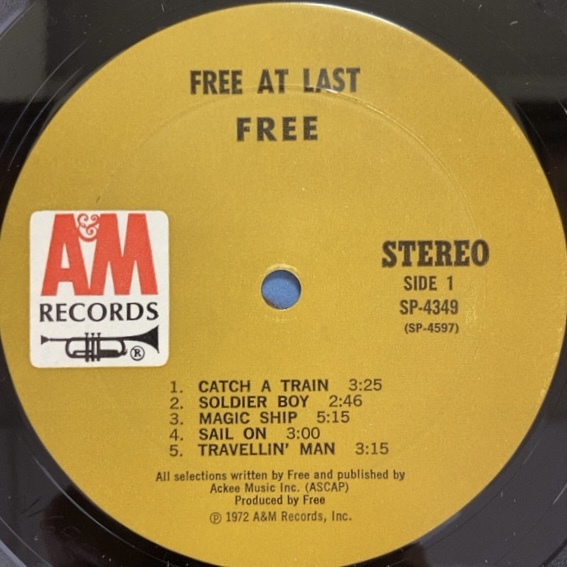 FREE AT LAST
FREE
A&M
RECORDS
®
STEREO
SIDE 1
SP-4349
(SP-4597)
1. CATCH A TRAIN 3:25
2. SOLDIER BOY 2:46
3. MAGIC SHIP 5:15
4. SAIL ON 3:00
5. TRAVELLIN' MAN 3:15
All selections written by Free and published by
Ackee Music Inc. (ASCAP)
Produced by Free
℗ 1972 A&M Records, Inc.